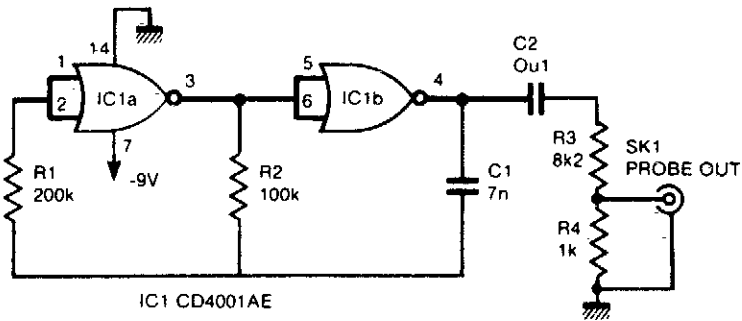 C2
Ou1
14
1
2
IC1a
3
7
-9V
5
6
IC1b
4
R1
200k
R2
100k
C1
7n
R3
8k2
SK1
PROBE OUT
R4
1k
IC1 CD4001AE